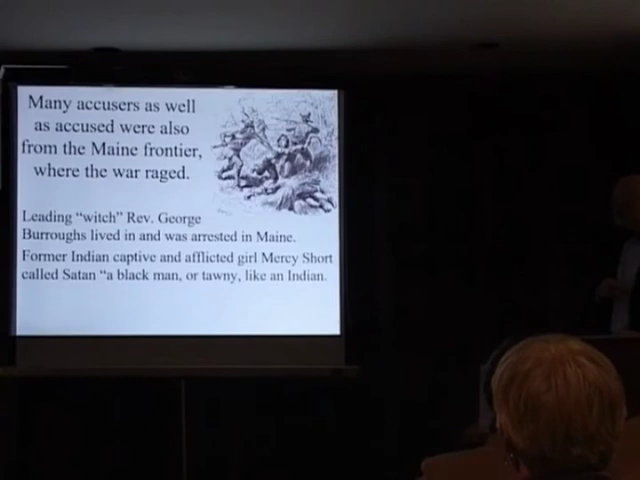 Many accusers as well
as accused were also
from the Maine frontier,
where the war raged.
Leading “witch” Rev. George
Burroughs lived in and was arrested in Maine.
Former Indian captive and afflicted girl Mercy Short
called Satan “a black man, or tawny, like an Indian.